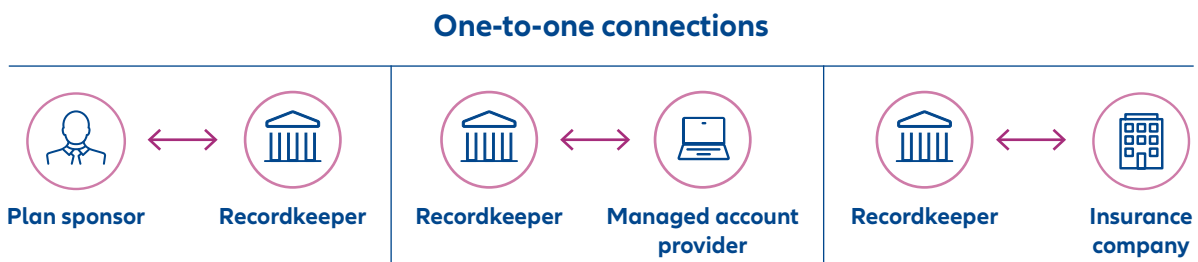 One-to-one connections
Plan sponsor
Recordkeeper
Recordkeeper
Managed account
provider
Recordkeeper
Insurance
company